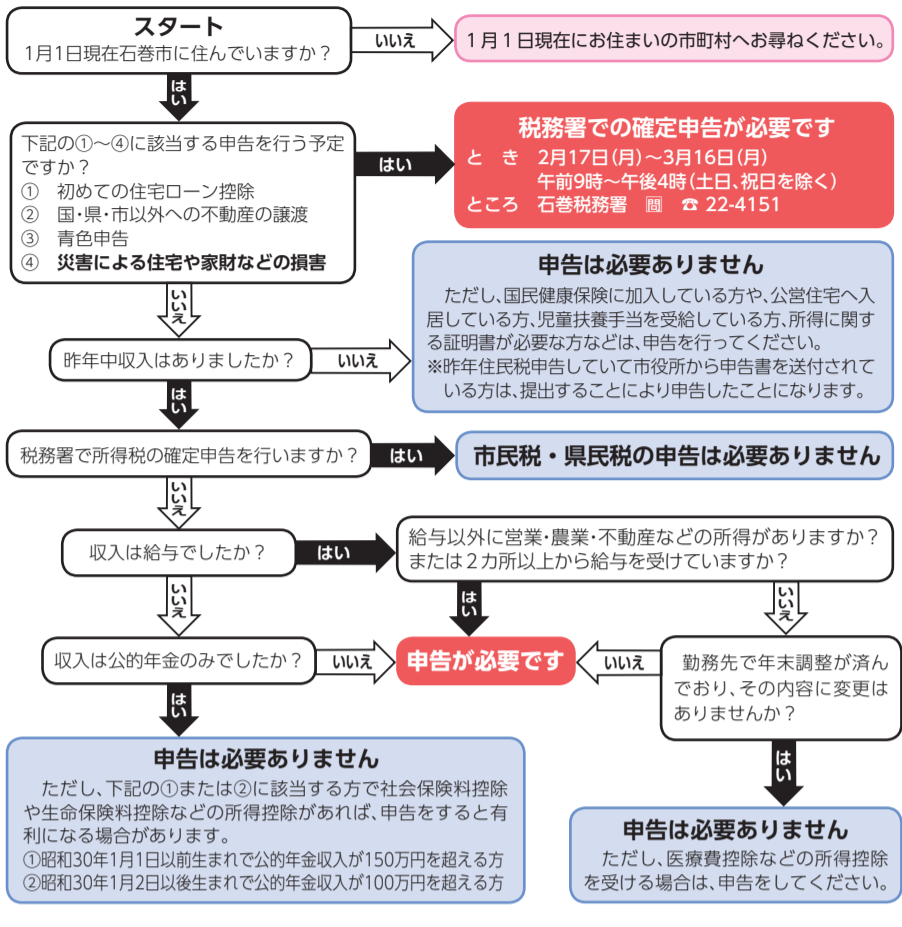 スタート
1月1日現在石巻市に住んでいますか？
いいえ
１月１日現在にお住まいの市町村へお尋ねください。
はい
下記の①～④に該当する申告を行う予定
ですか？
①　初めての住宅ローン控除
②　国・県・市以外への不動産の譲渡
③　青色申告
④　災害による住宅や家財などの損害
はい
税務署での確定申告が必要です
と　き　2月17日(月)～3月16日(月)
午前9時～午後4時(土日、祝日を除く)
ところ　石巻税務署　問　☎ 22-4151
いいえ
昨年中収入はありましたか？
いいえ
申告は必要ありません
ただし、国民健康保険に加入している方や、公営住宅へ入
居している方、児童扶養手当を受給している方、所得に関す
る証明書が必要な方などは、申告を行ってください。
※昨年住民税申告していて市役所から申告書を送付されて
いる方は、提出することにより申告したことになります。
はい
税務署で所得税の確定申告を行いますか？
はい
市民税・県民税の申告は必要ありません
いいえ
収入は給与でしたか？
はい
給与以外に営業・農業・不動産などの所得がありますか？
または２カ所以上から給与を受けていますか？
いいえ
はい
いいえ
収入は公的年金のみでしたか？
いいえ
申告が必要です
いいえ
勤務先で年末調整が済ん
でおり、その内容に変更は
ありませんか？
はい
申告は必要ありません
ただし、下記の①または②に該当する方で社会保険料控除
や生命保険料控除などの所得控除があれば、申告をすると有
利になる場合があります。
①昭和30年1月1日以前生まれで公的年金収入が150万円を超える方
②昭和30年1月2日以後生まれで公的年金収入が100万円を超える方
はい
申告は必要ありません
ただし、医療費控除などの所得控除
を受ける場合は、申告をしてください。